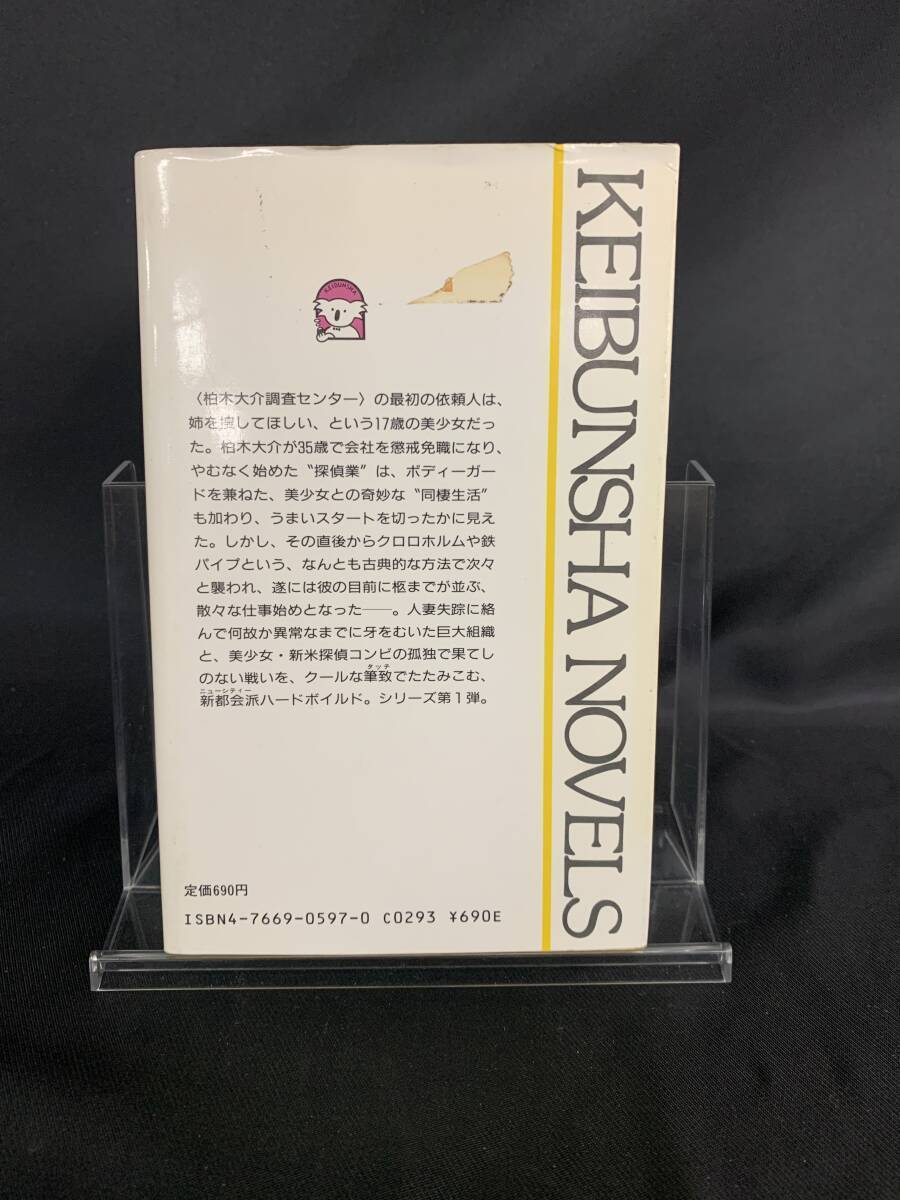 KEIBUNSHA
〈柏木大介調査センター〉の最初の依頼人は、
姉を捜してほしい、という17歳の美少女だっ
た。柏木大介が35歳で会社を懲戒免職になり、
やむなく始めた〝探偵業〟は、ボディーガー
ドを兼ねた、美少女との奇妙な〝同棲生活〟
も加わり、うまいスタートを切ったかに見え
た。しかし、その直後からクロロホルムや鉄
パイプという、なんとも古典的な方法で次々
と襲われ、遂には彼の目前に柩までが並ぶ、
散々な仕事始めとなった――。人妻失踪に絡
んで何故か異常なまでに牙をむいた巨大組織
と、美少女・新米探偵コンビの孤独で果てし
タッチ
のない戦いを、クールな筆致でたたみこむ、
ニューシティー
新都会派ハードボイルド。シリーズ第1弾。
定価690円
ISBN4-7669-0597-0 C0293 ¥690E
KEIBUNSHA NOVELS